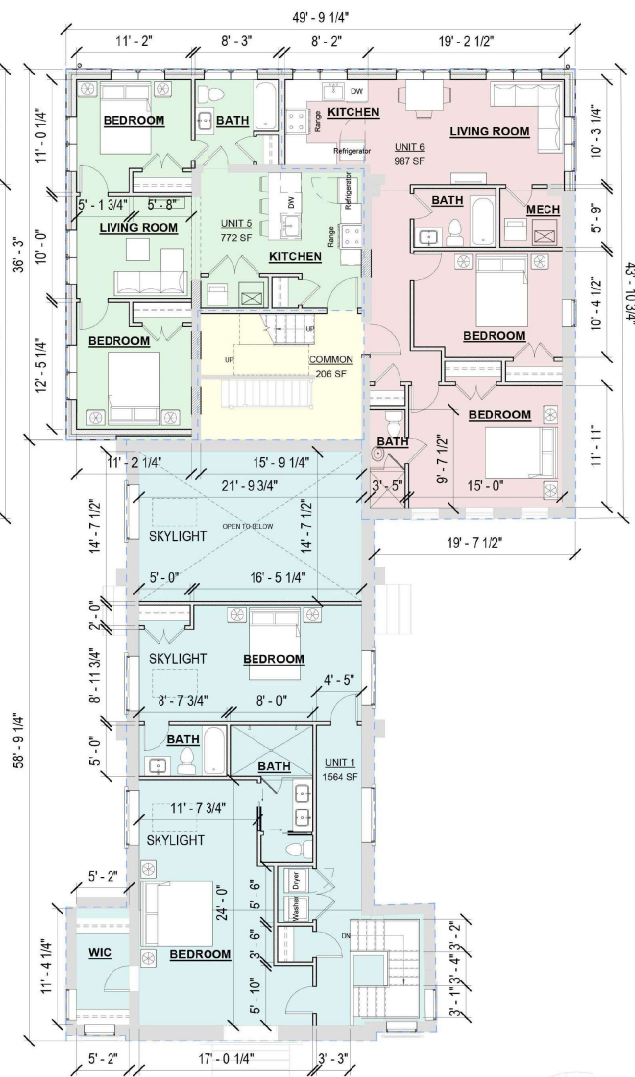 49' - 9 1/4"
11' - 2"
8' - 3"
8' - 2"
19' - 2 1/2"
11' - 0 1/4"
BEDROOM
BATH
DW
KITCHEN
Range
LIVING ROOM
UNIT 6
987 SF
Refrigerator
10' - 3 1/4"
5' - 1 3/4"
5' - 8"
Refrigerator
BATH
MECH
5' - 9"
LIVING ROOM
UNIT 5
772 SF
DW
Range
KITCHEN
36' - 3"
10' - 0"
43' - 10 3/4"
10' - 4 1/2"
BEDROOM
BEDROOM
UP
UP
COMMON
206 SF
12' - 5 1/4"
BEDROOM
BATH
9' - 7 1/2"
11' - 11"
11' - 2 1/4"
15' - 9 1/4"
21' - 9 3/4"
3' - 5"
15' - 0"
14' - 7 1/2"
SKYLIGHT
OPEN TO BELOW
14' - 7 1/2"
19' - 7 1/2"
5' - 0"
16' - 5 1/4"
2' - 0"
SKYLIGHT
BEDROOM
8' - 11 3/4"
4' - 5"
8' - 7 3/4"
8' - 0"
58' - 9 1/4"
5' - 0"
BATH
BATH
UNIT 1
1564 SF
11' - 7 3/4"
SKYLIGHT
5' - 2"
24' - 0"
5' - 6"
Dryer
Washer
11' - 4 1/4"
WIC
BEDROOM
3' - 6"
DN
3' - 2"
3' - 4"
3' - 1"
5' - 10"
5' - 2"
17' - 0 1/4"
3' - 3"